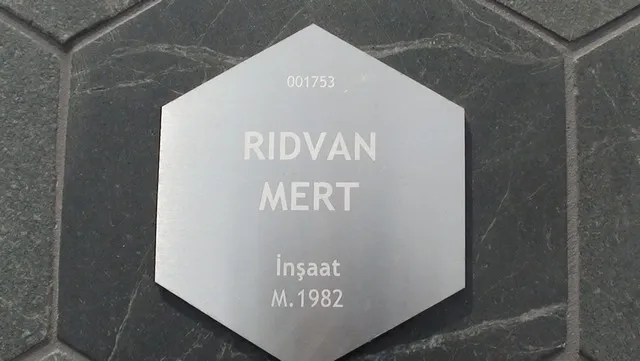 001753
RIDVAN
MERT
İnşaat
M.1982